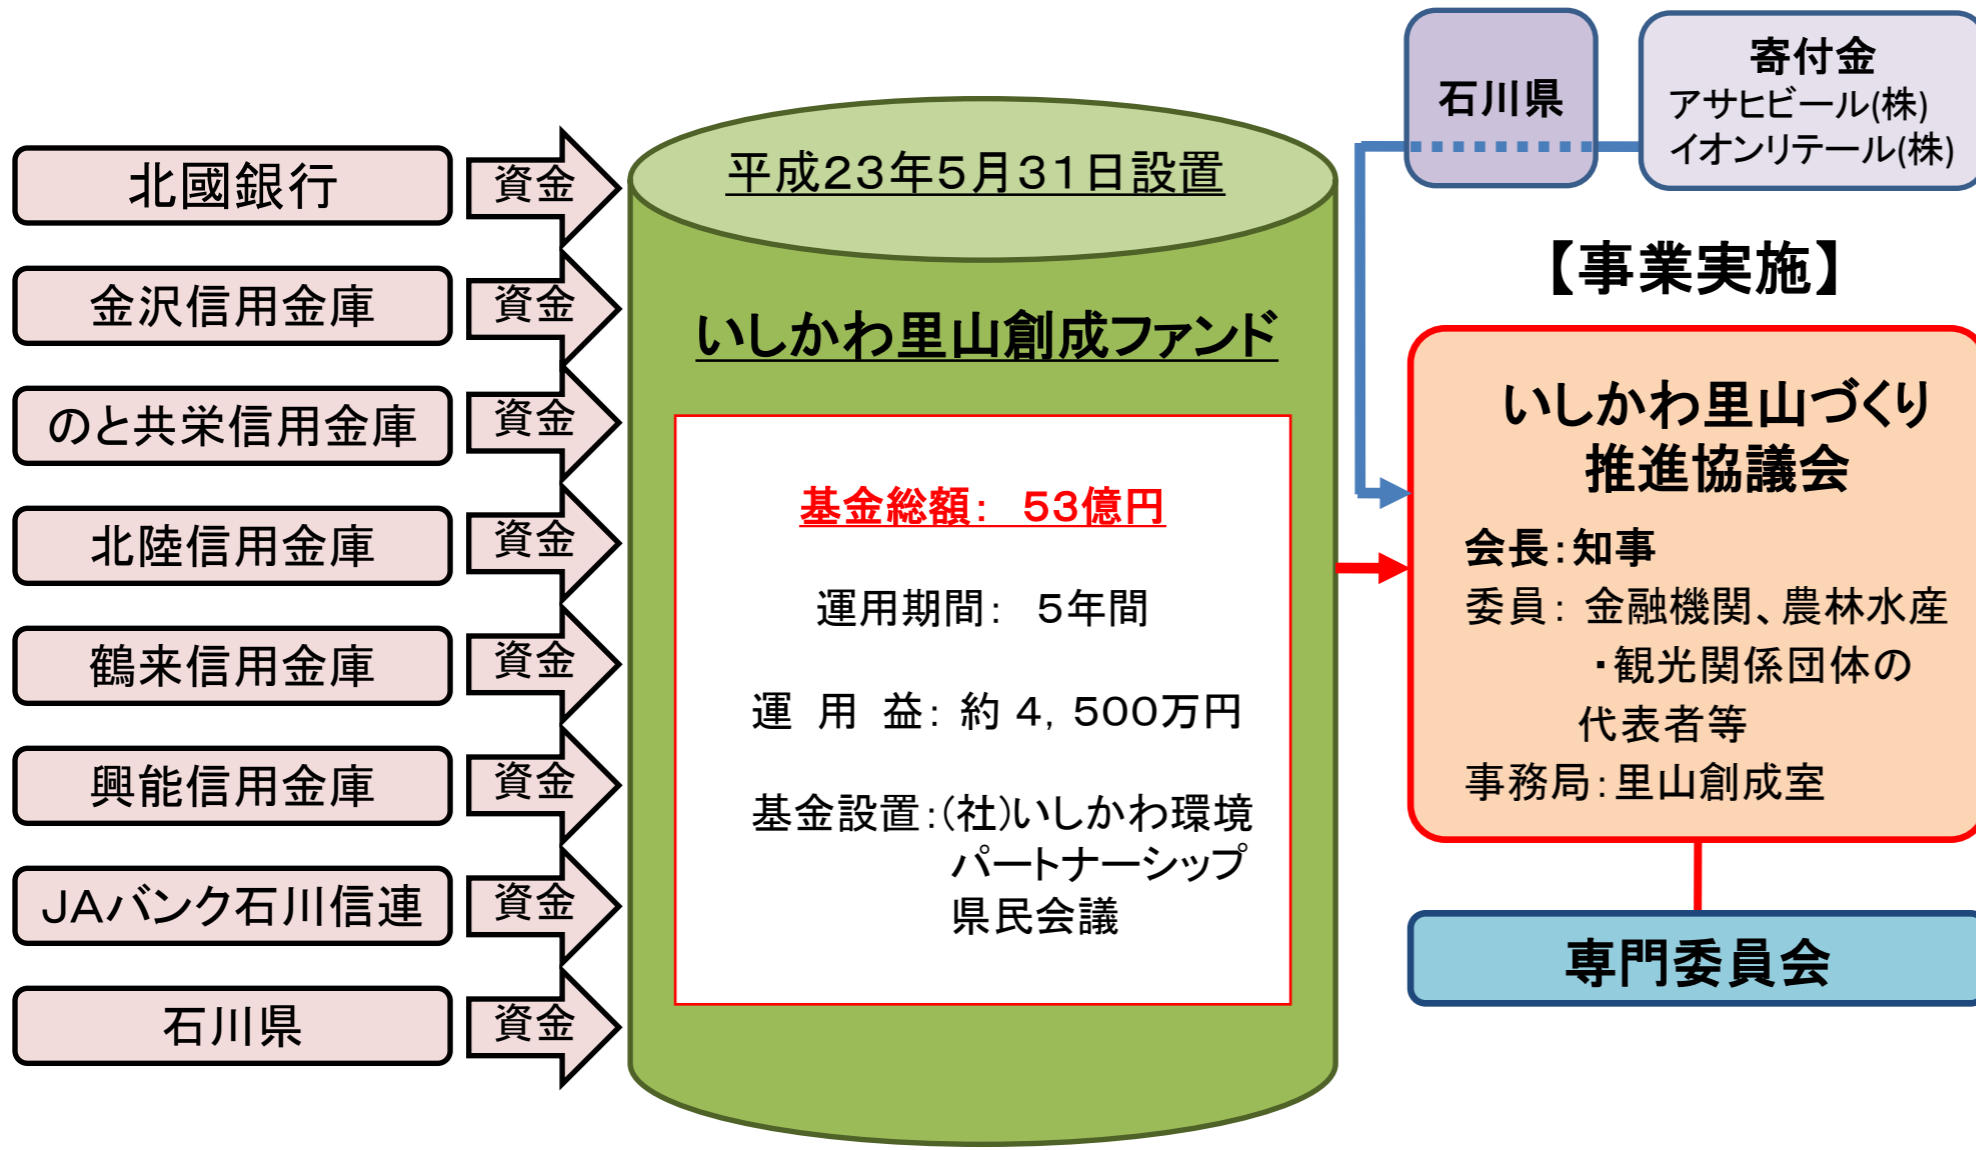 北國銀行
資金
金沢信用金庫
資金
のと共栄信用金庫
資金
北陸信用金庫
資金
鶴来信用金庫
資金
興能信用金庫
資金
JAバンク石川信連
資金
石川県
資金
平成23年5月31日設置
いしかわ里山創成ファンド
基金総額： 53億円
運用期間： 5年間
運 用 益： 約 4，500万円
基金設置：(社)いしかわ環境
パートナーシップ
県民会議
石川県
寄付金
アサヒビール(株)
イオンリテール(株)
【事業実施】
いしかわ里山づくり
推進協議会
会長：知事
委員： 金融機関、農林水産
・観光関係団体の
代表者等
事務局：里山創成室
専門委員会